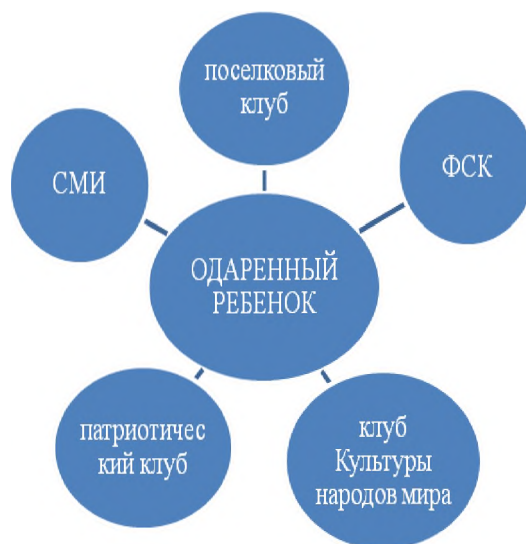 поселковый
клуб
СМИ
ФСК
ОДАРЕННЫЙ
РЕБЕНОК
патриотичес
кий клуб
клуб
Культуры
народов мира